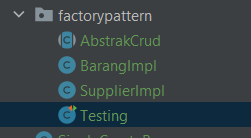 factorypattern
AbstrakCrud
BarangImpl
SupplierImpl
Testing